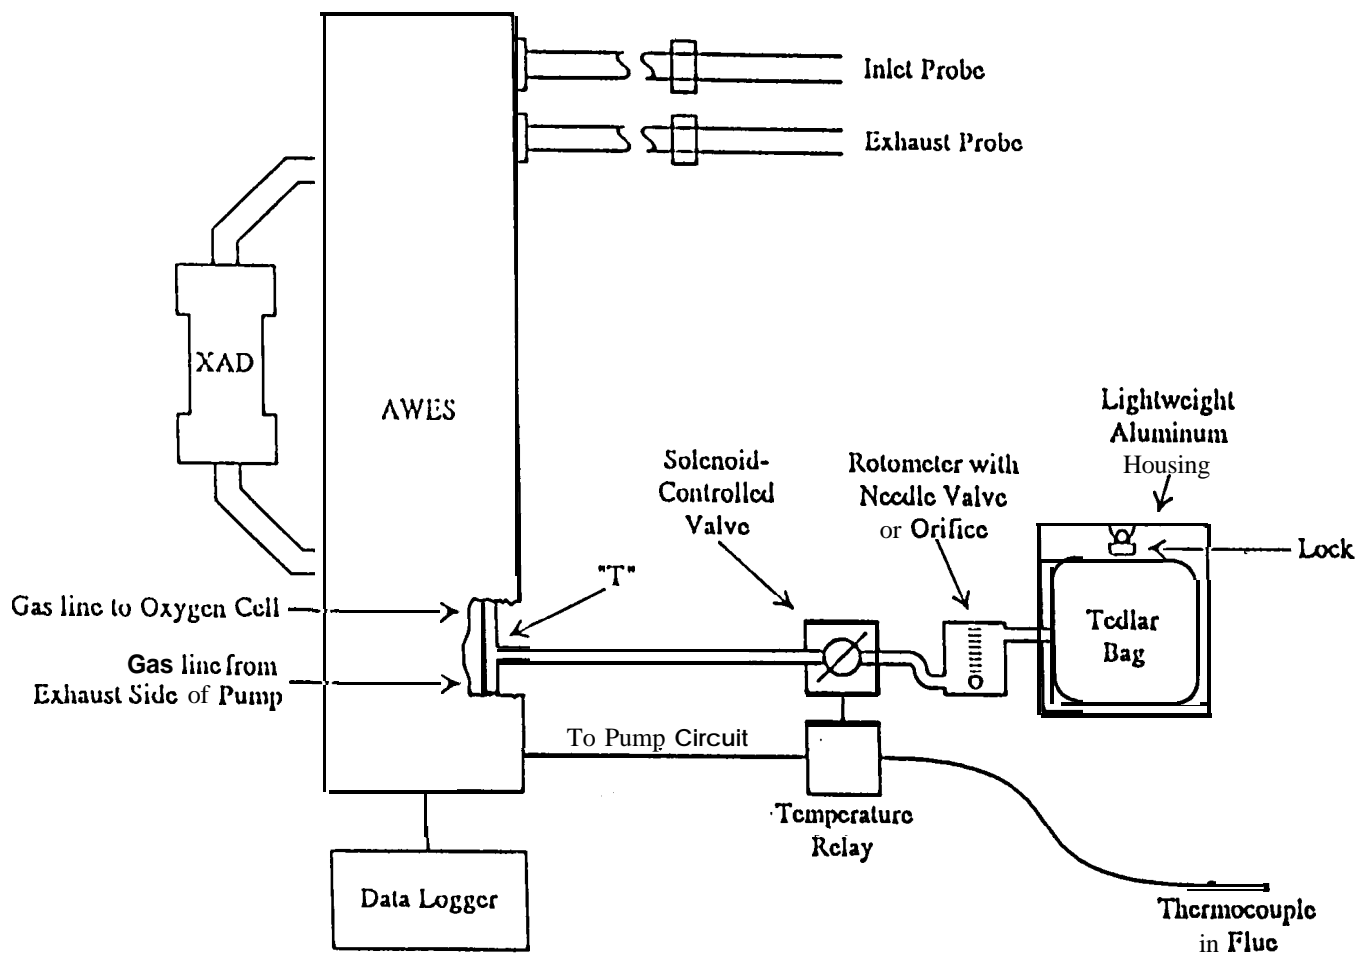 Inlet Probe
Exhaust Probe
XAD
AWES
Lightweight
Aluminum
Housing
Solenoid-
Controlled
Valve
Rotometer with
Needle Valve
or Orifice
Lock
"T"
Gas line to Oxygen Cell
Tedlar
Bag
Gas line from
Exhaust Side of Pump
To Pump Circuit
Temperature
Relay
Data Logger
Thermocouple
in Flue